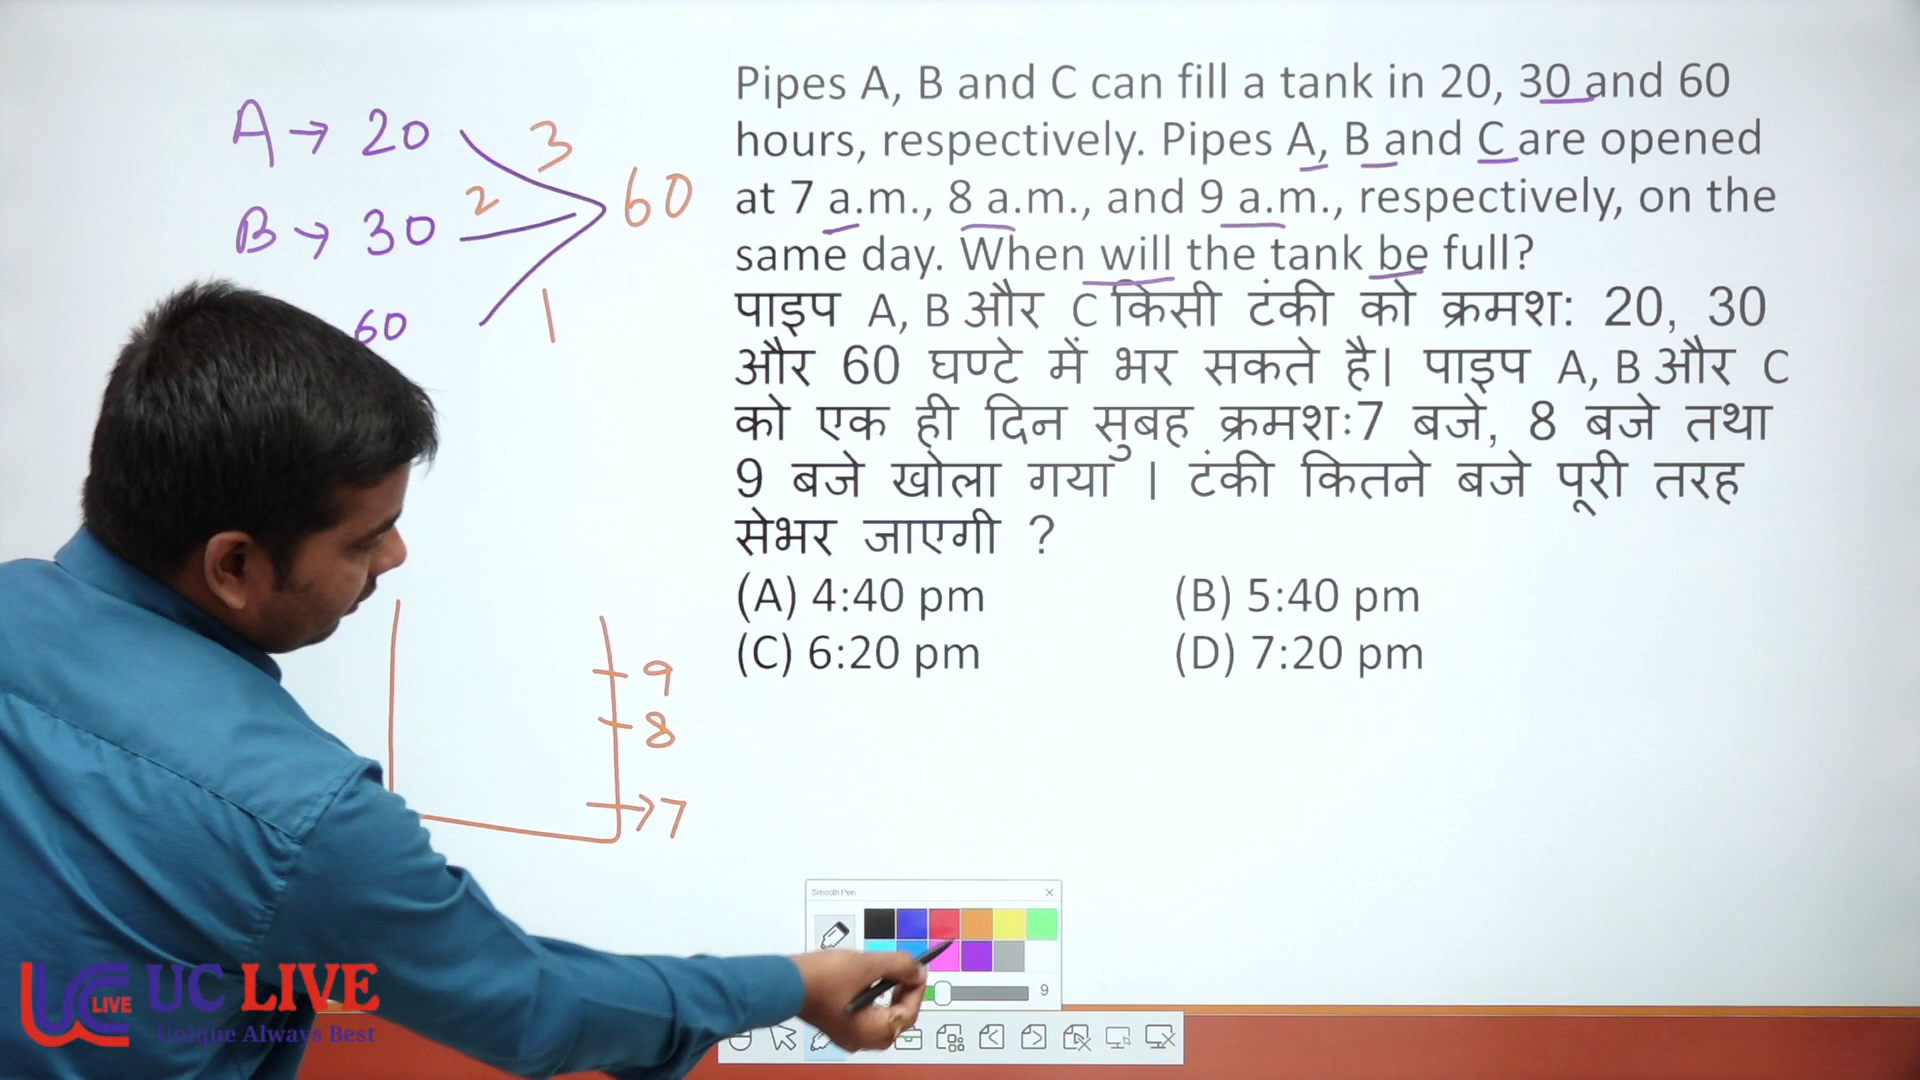 A → 20
3
B → 30
2
60
60
1
Pipes A, B and C can fill a tank in 20, 30 and 60
hours, respectively. Pipes A, B and C are opened
at 7 a.m., 8 a.m., and 9 a.m., respectively, on the
same day. When will the tank be full?
पाइप A, B और C किसी टंकी को क्रमश: 20, 30
और 60 घण्टे में भर सकते है। पाइप A, B और C
को एक ही दिन सुबह क्रमशः7 बजे, 8 बजे तथा
9 बजे खोला गया । टंकी कितने बजे पूरी तरह
सेभर जाएगी ?
(A) 4:40 pm (B) 5:40 pm
(C) 6:20 pm (D) 7:20 pm
9
8
7
Smooth Pen
9
UC LIVE UC LIVE
Unique Always Best